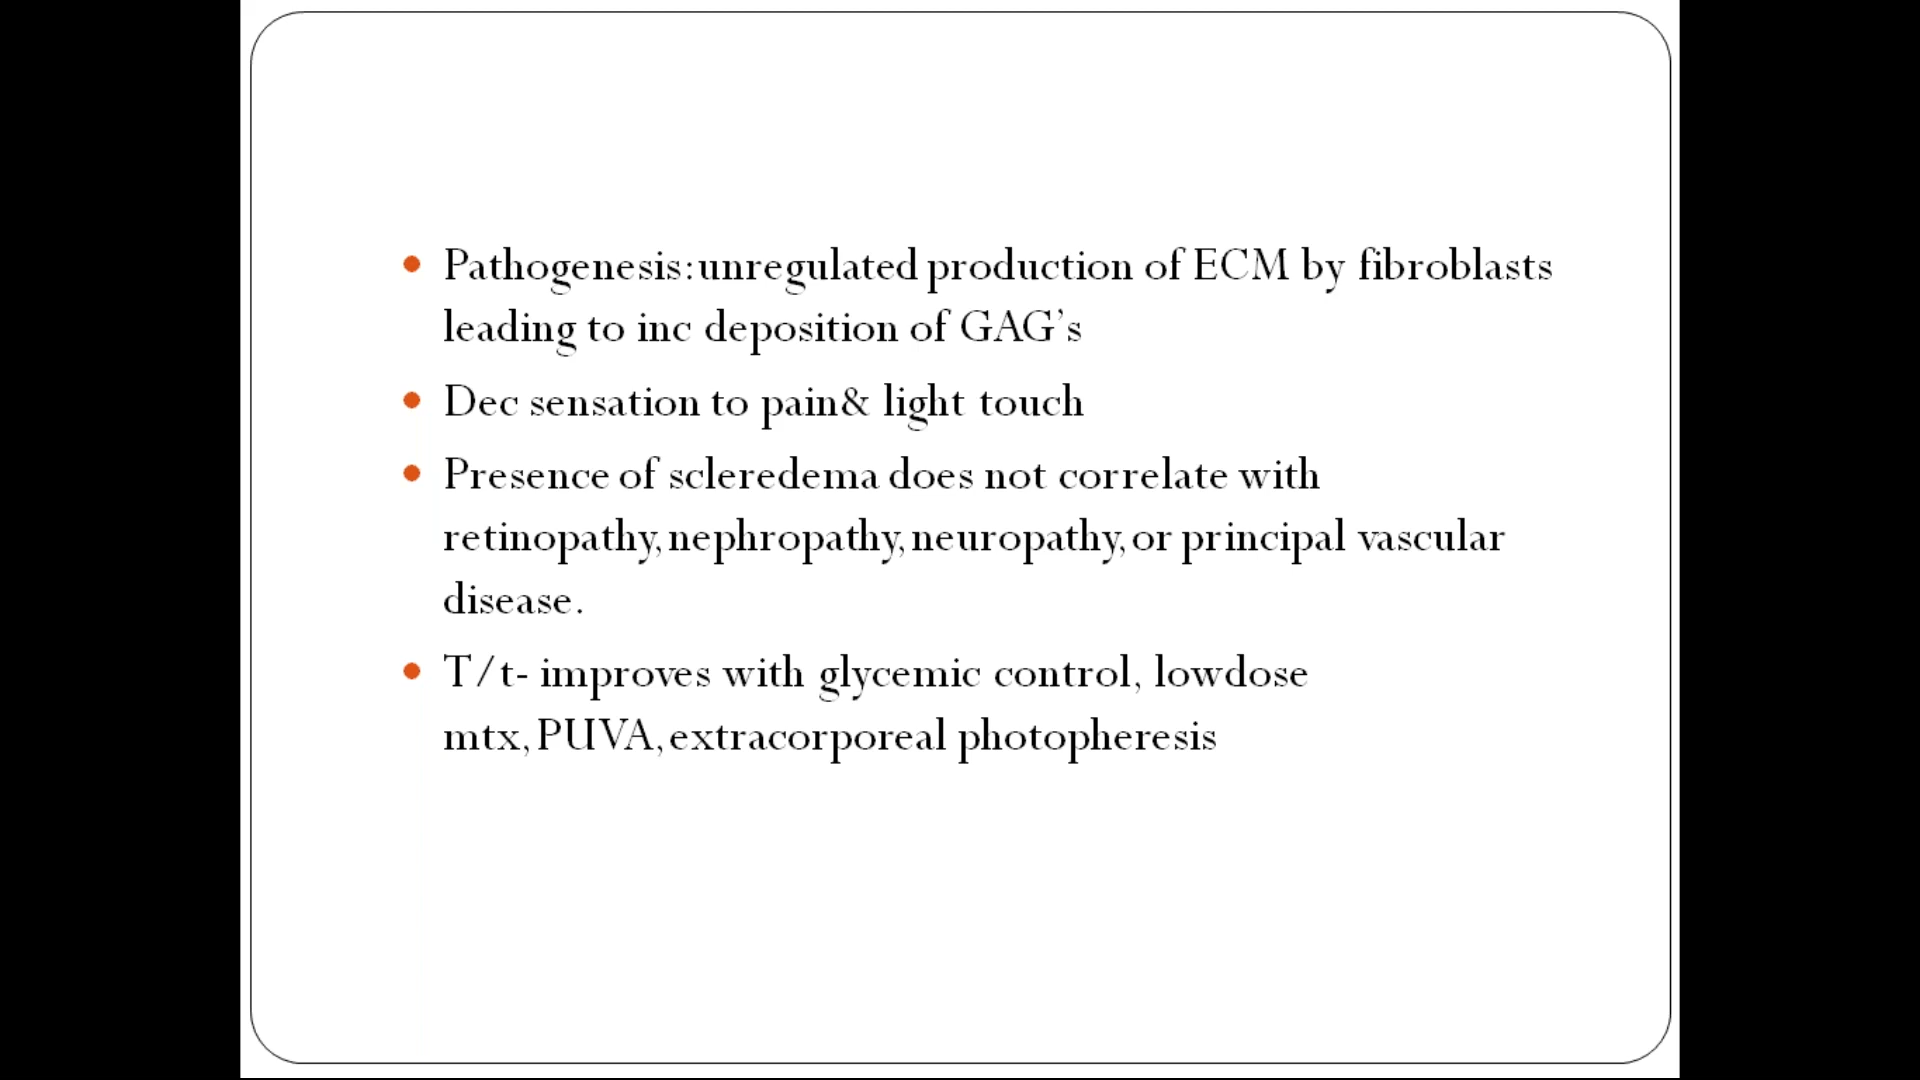 Pathogenesis:unregulated production of ECM by fibroblasts
leading to inc deposition of GAG's
Dec sensation to pain& light touch
Presence of scleredema does not correlate with
retinopathy,nephropathy,neuropathy,or principal vascular
disease.
T/t- improves with glycemic control, lowdose
mtx,PUVA,extracorporeal photopheresis